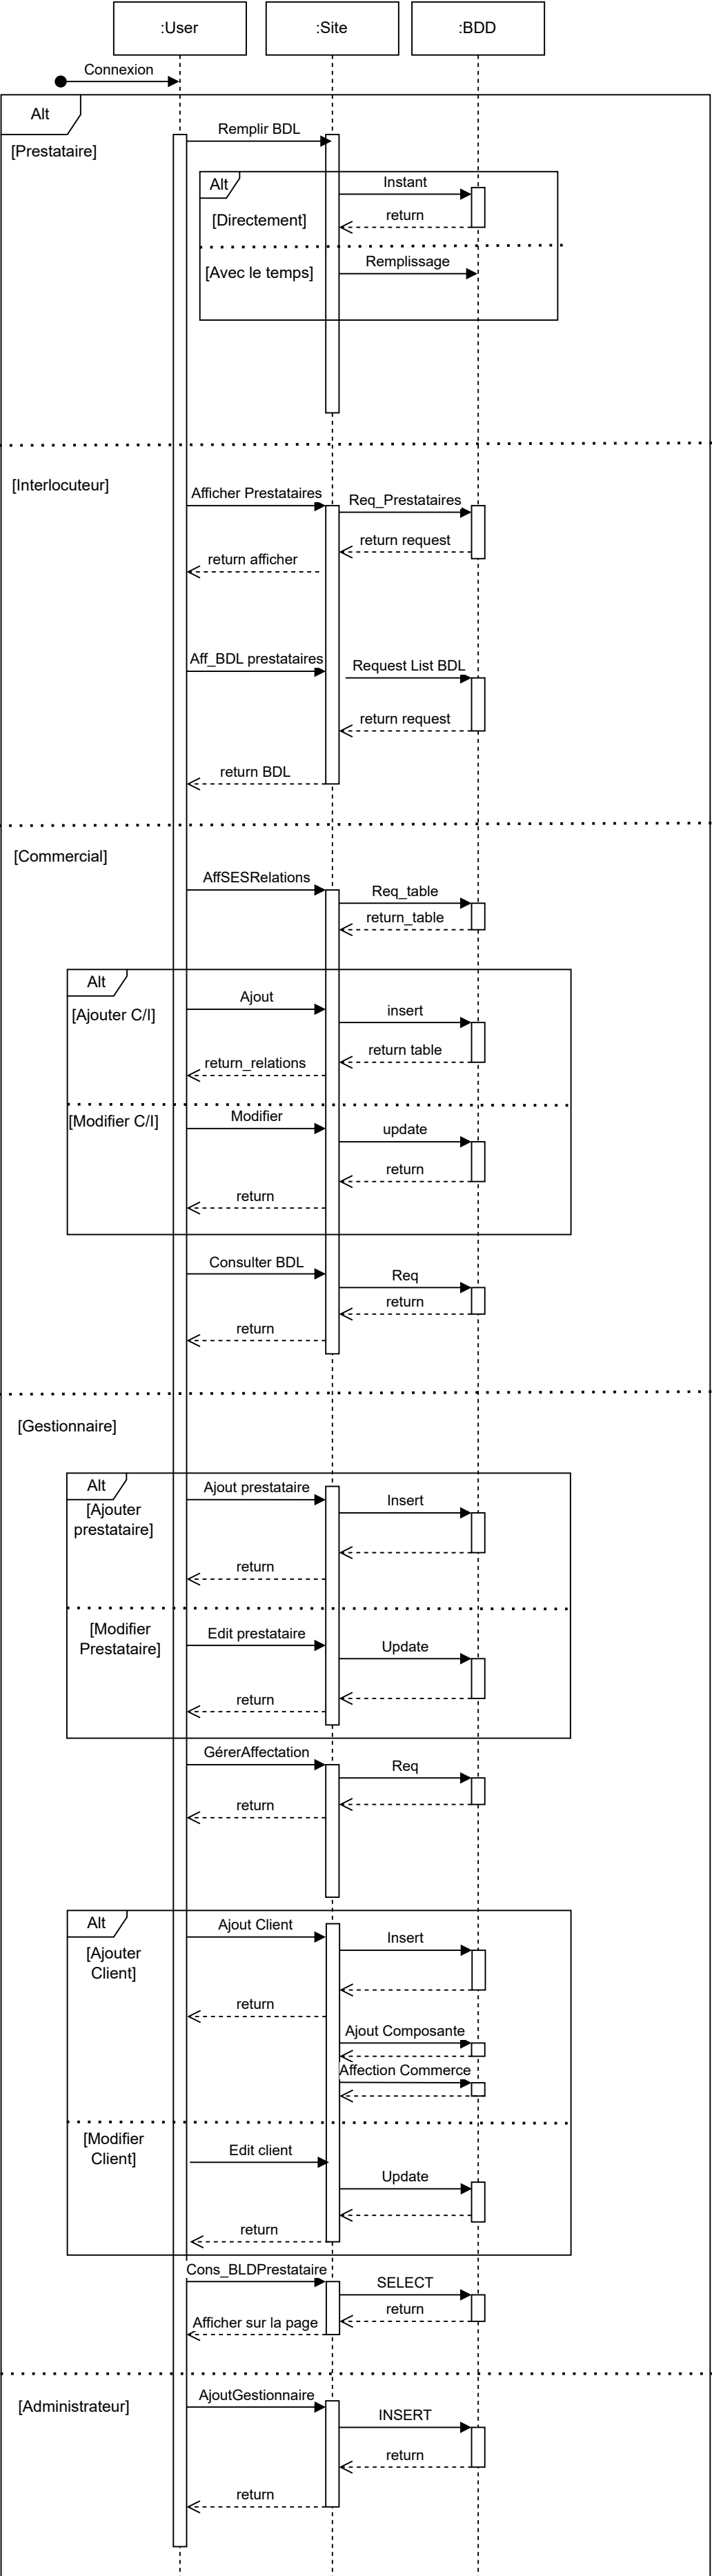 :User
:Site
:BDD
Connexion
Alt
[Prestataire]
Remplir BDL
Alt
Instant
[Directement]
return
[Avec le temps]
Remplissage
[Interlocuteur]
Afficher Prestataires
Req_Prestataires
return request
return afficher
Aff_BDL prestataires
Request List BDL
return request
return BDL
[Commercial]
AffSESRelations
Req_table
return_table
Alt
[Ajouter C/I]
Ajout
insert
return table
return_relations
[Modifier C/I]
Modifier
update
return
return
Consulter BDL
Req
return
return
[Gestionnaire]
Alt
Ajout prestataire
[Ajouter
prestataire]
Insert
return
[Modifier
Prestataire]
Edit prestataire
Update
return
GérerAffectation
Req
return
Alt
Ajout Client
[Ajouter
Client]
Insert
return
Ajout Composante
Affection Commerce
[Modifier
Client]
Edit client
Update
return
Cons_BLDPrestataire
SELECT
return
Afficher sur la page
[Administrateur]
AjoutGestionnaire
INSERT
return
return